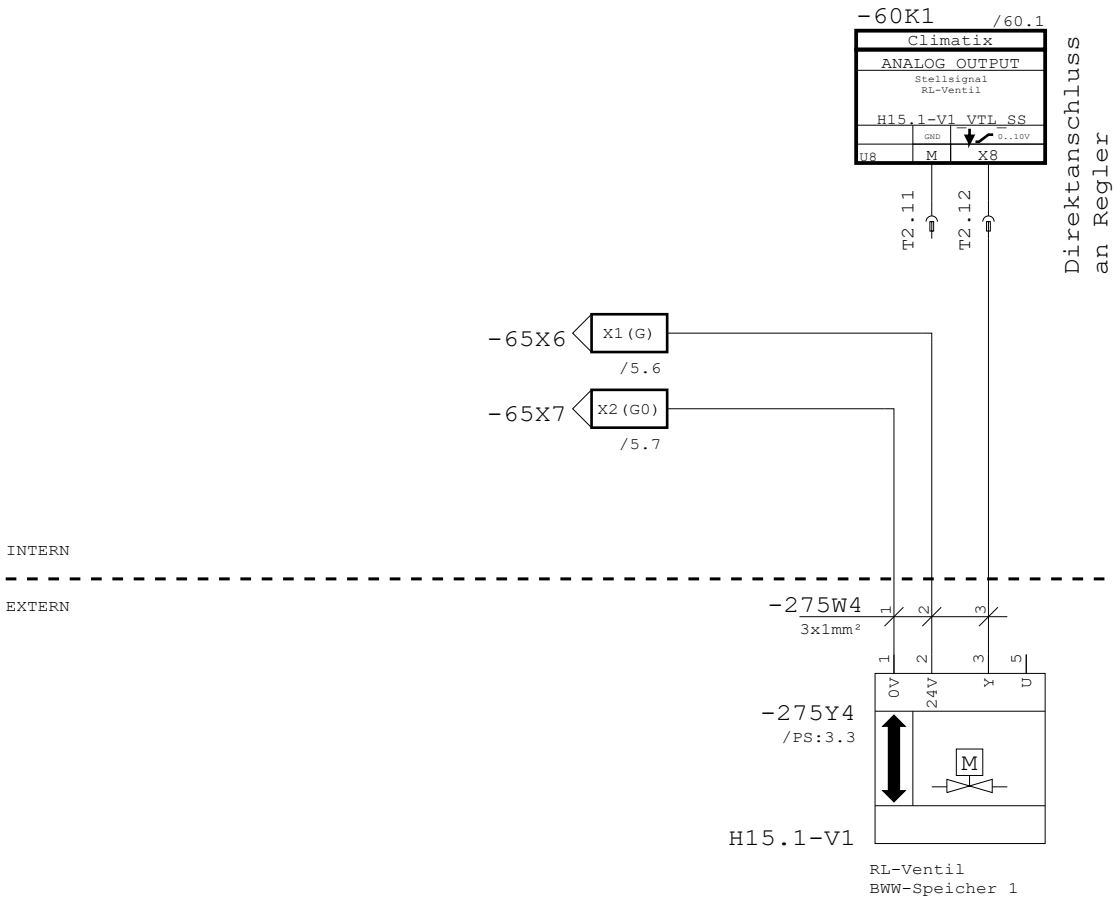 -60K1 /60.1
Climatix
ANALOG OUTPUT
Stellsignal
RL-Ventil
H15.1-V1_VTL_SS
GND 0..10V
U8 M X8
Direktanschluss
an Regler
T2.11 T2.12
-65X6 X1(G)
/5.6
-65X7 X2(G0)
/5.7
INTERN
EXTERN
-275W4 1 2 3
3x1mm²
1 2 3 5
0V 24V Y U
-275Y4
/PS:3.3
M
H15.1-V1
RL-Ventil
BWW-Speicher 1